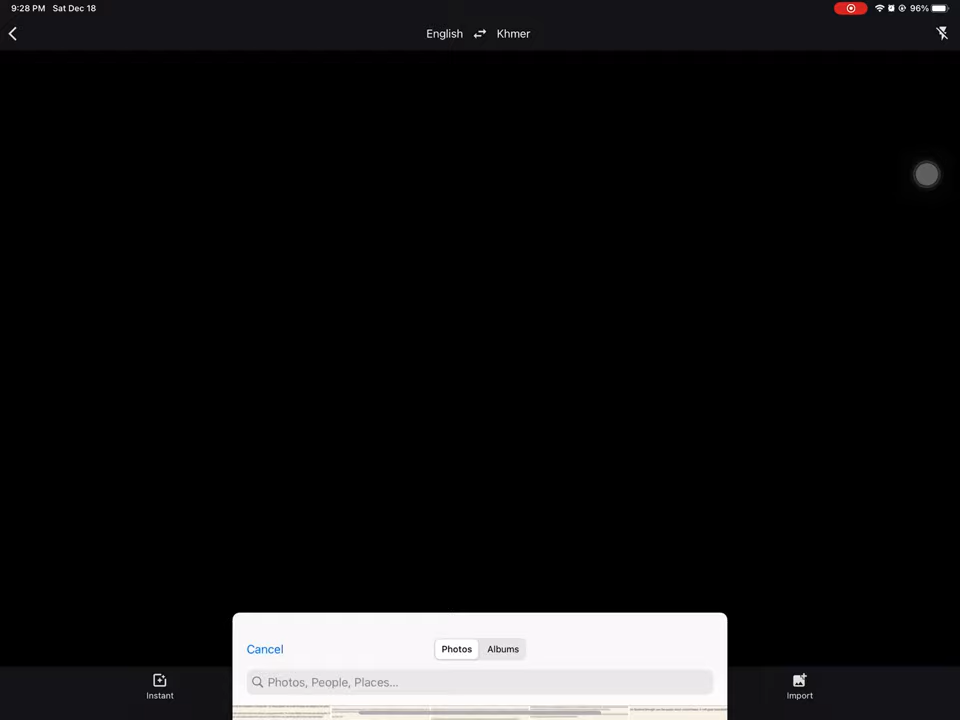 9:28 PM Sat Dec 18 96%
English Khmer
Cancel Photos Albums
Photos, People, Places...
Instant Import